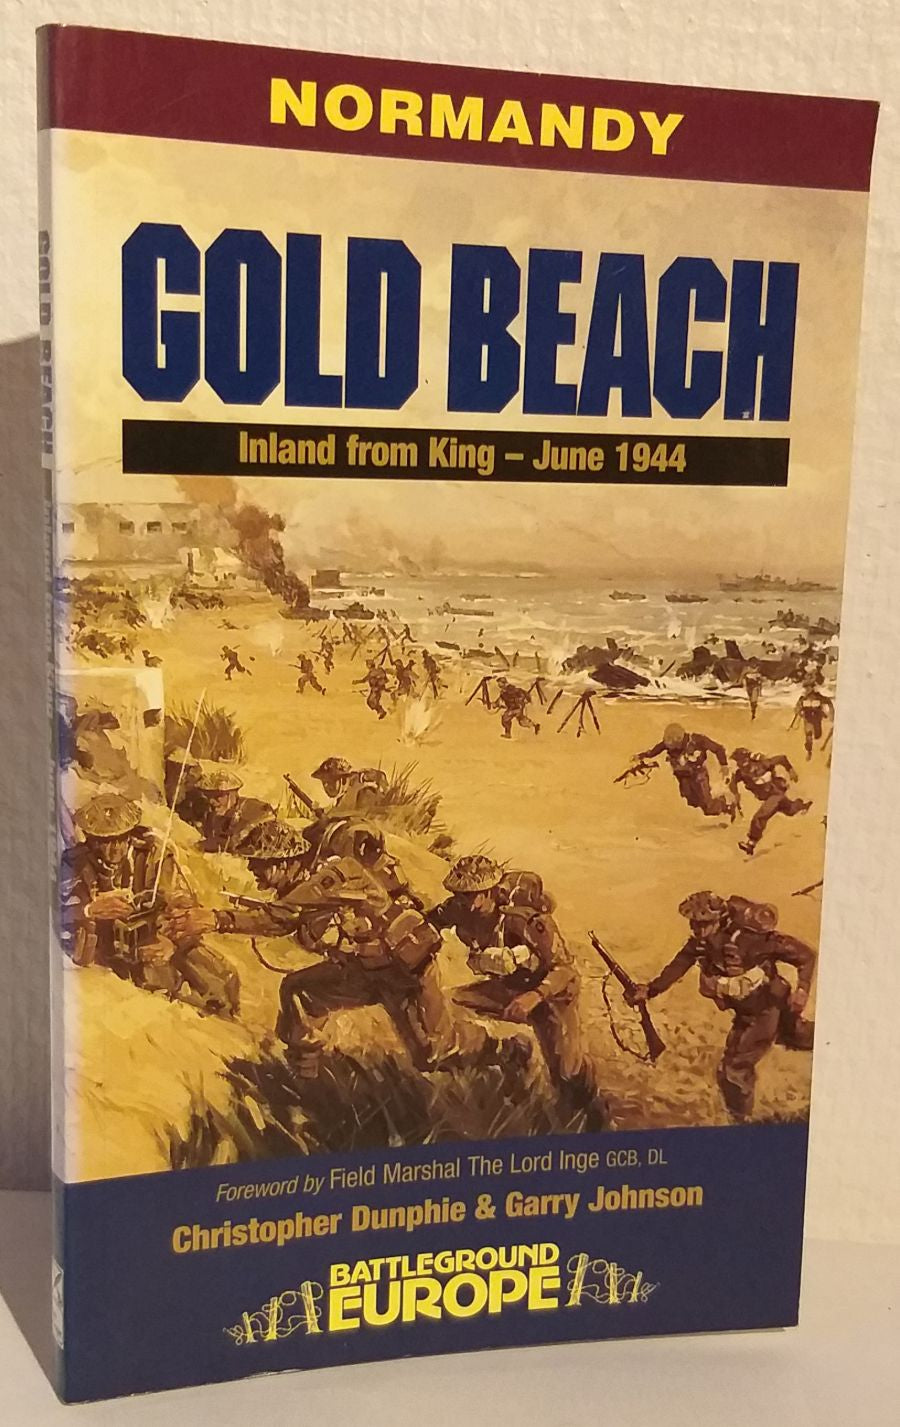 NORMANDY
GOLD BEACH
Inland from King – June 1944
Foreword by Field Marshal The Lord Inge GCB, DL
Christopher Dunphie & Garry Johnson
BATTLEGROUND
EUROPE
GOLD BEACH